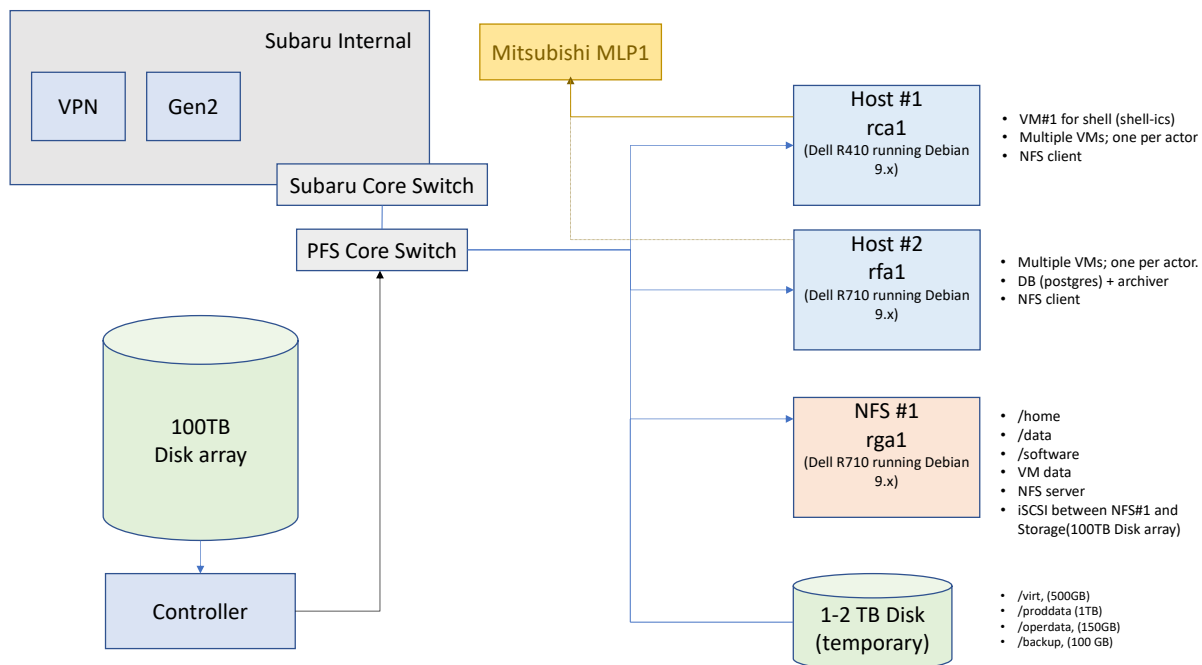 Subaru Internal
VPN
Gen2
Subaru Core Switch
PFS Core Switch
100TB
Disk array
Controller
Mitsubishi MLP1
Host #1
rca1
(Dell R410 running Debian
9.x)
• VM#1 for shell (shell-ics)
• Multiple VMs; one per actor
• NFS client
Host #2
rfa1
(Dell R710 running Debian
9.x)
• Multiple VMs; one per actor.
• DB (postgres) + archiver
• NFS client
NFS #1
rga1
(Dell R710 running Debian
9.x)
• /home
• /data
• /software
• VM data
• NFS server
• iSCSI between NFS#1 and
Storage(100TB Disk array)
1-2 TB Disk
(temporary)
• /virt, (500GB)
• /proddata (1TB)
• /operdata, (150GB)
• /backup, (100 GB)